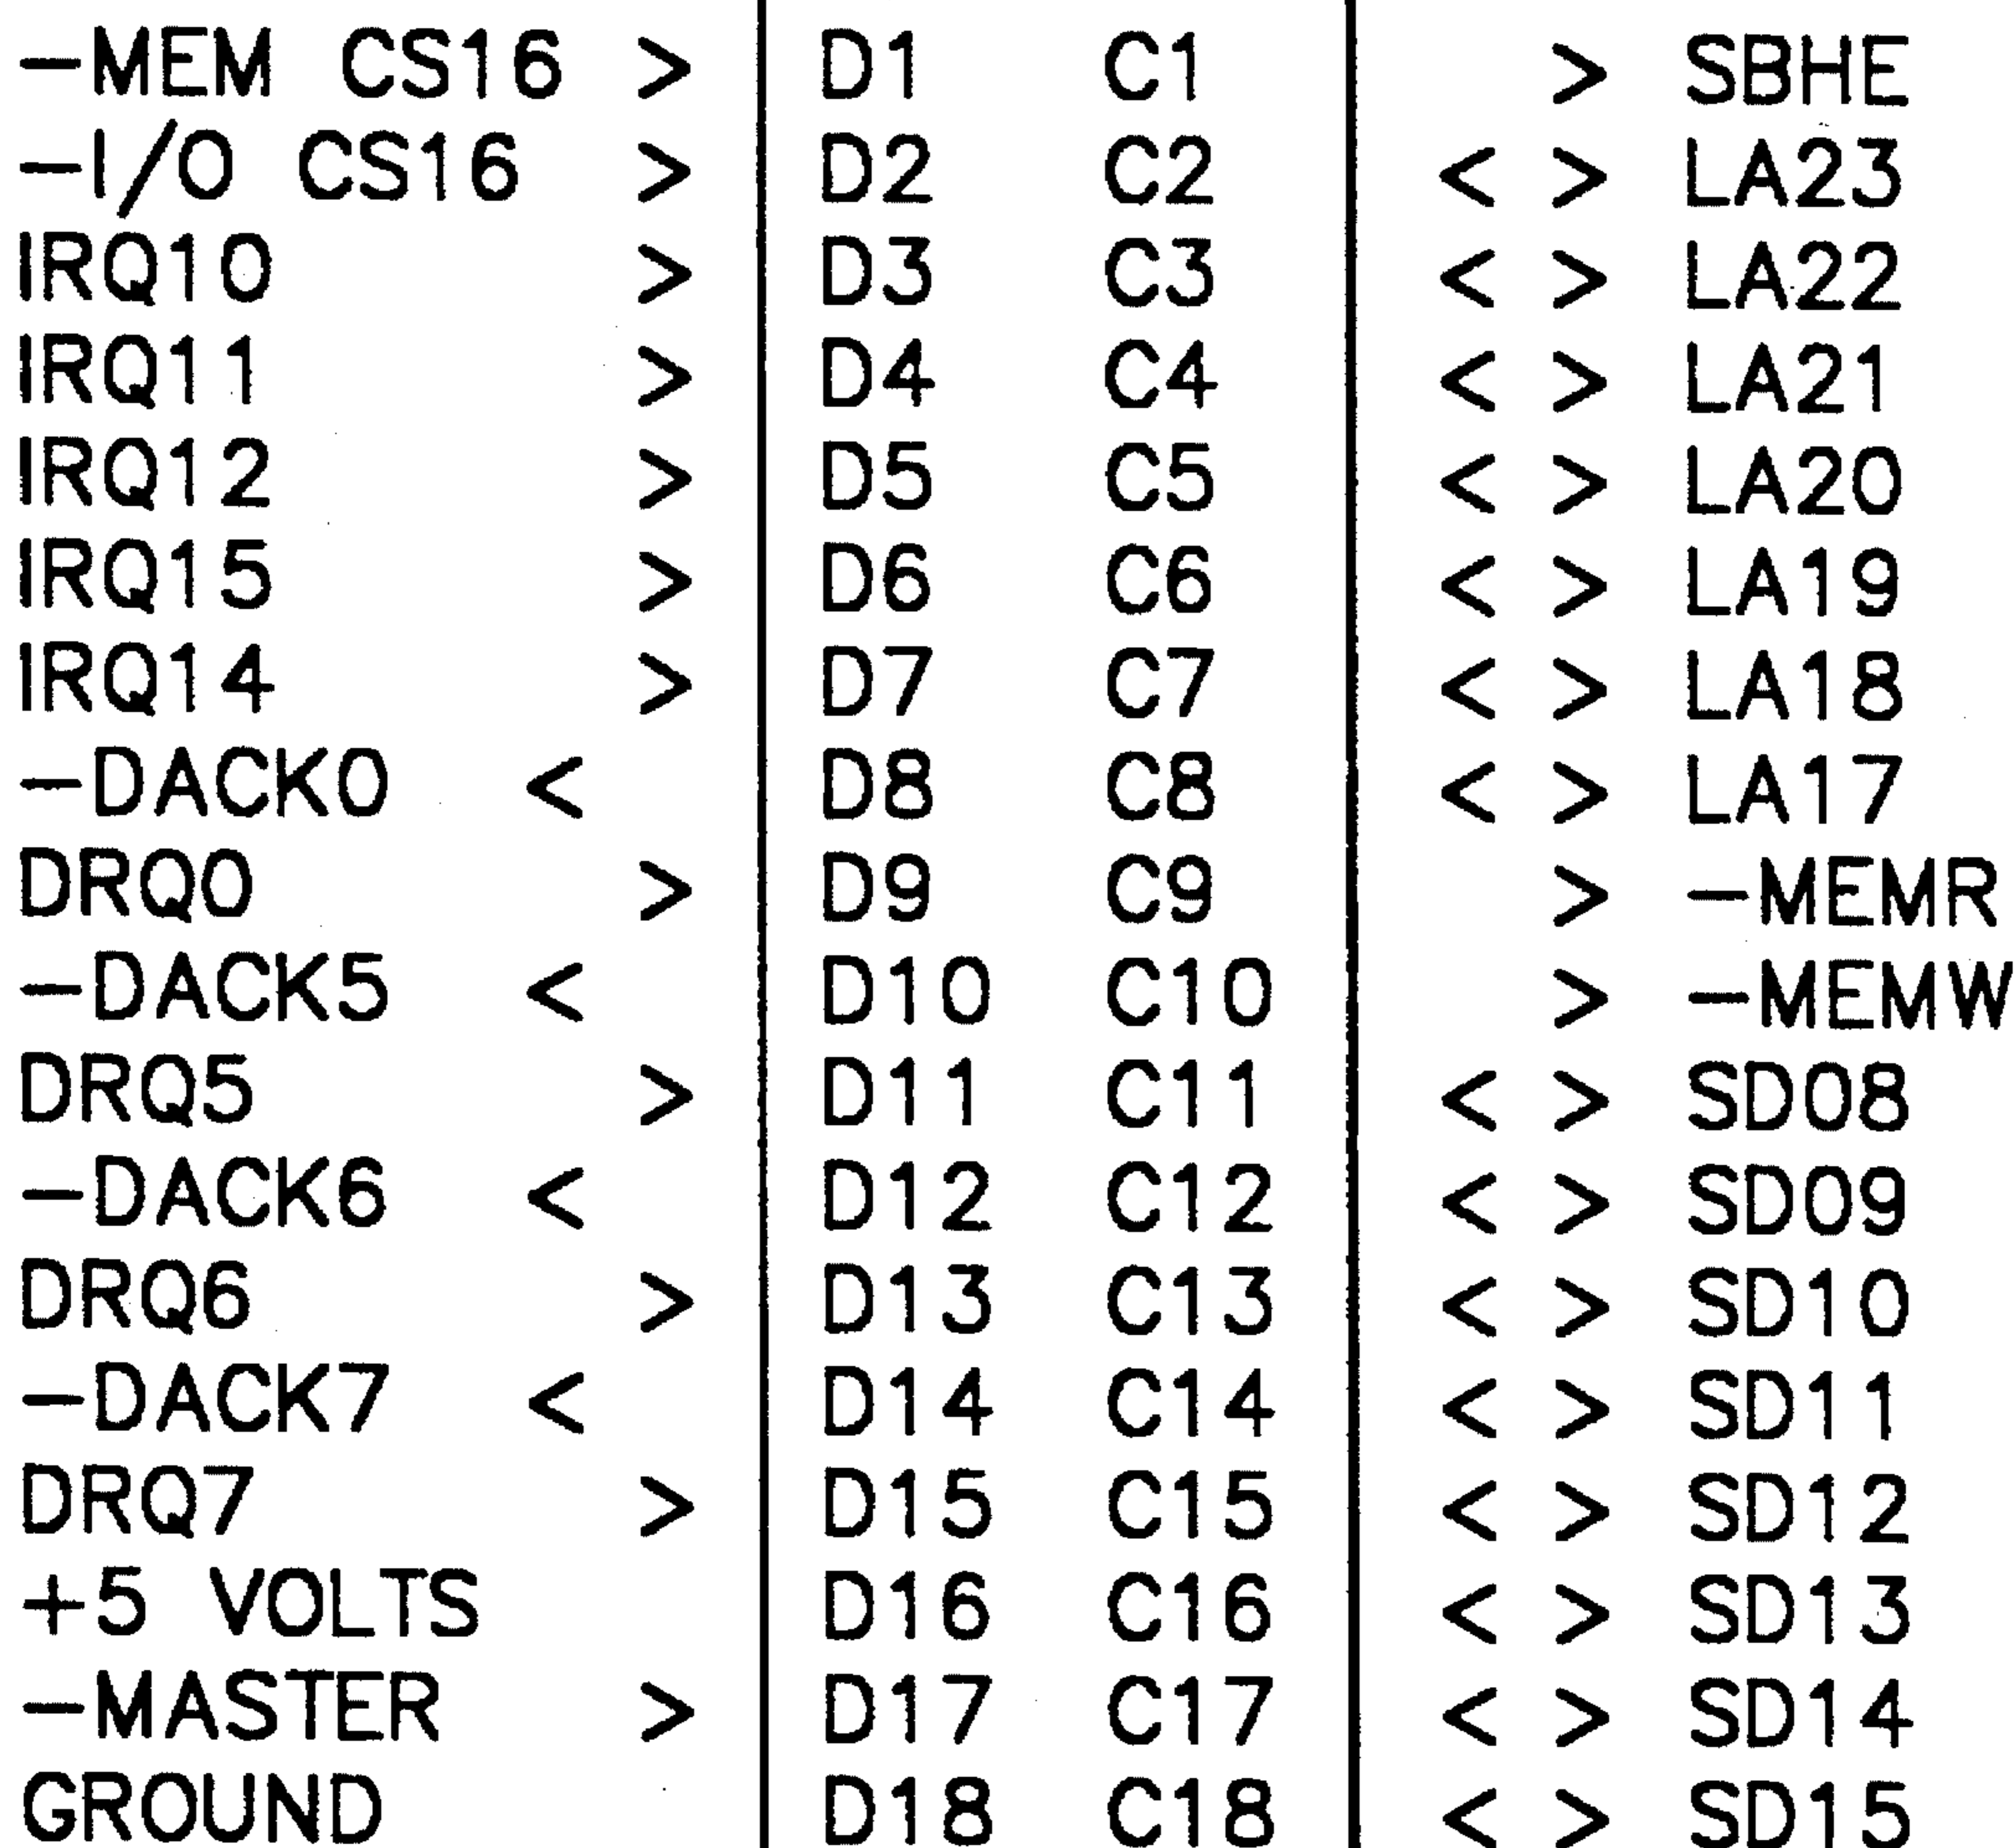 -MEM CS16 > D1 C1 > SBHE
-I/O CS16 > D2 C2 < > LA23
IRQ10 > D3 C3 < > LA22
IRQ11 > D4 C4 < > LA21
IRQ12 > D5 C5 < > LA20
IRQ15 > D6 C6 < > LA19
IRQ14 > D7 C7 < > LA18
-DACK0 < D8 C8 < > LA17
DRQ0 > D9 C9 > -MEMR
-DACK5 < D10 C10 > -MEMW
DRQ5 > D11 C11 < > SD08
-DACK6 < D12 C12 < > SD09
DRQ6 > D13 C13 < > SD10
-DACK7 < D14 C14 < > SD11
DRQ7 > D15 C15 < > SD12
+5 VOLTS D16 C16 < > SD13
-MASTER > D17 C17 < > SD14
GROUND D18 C18 < > SD15